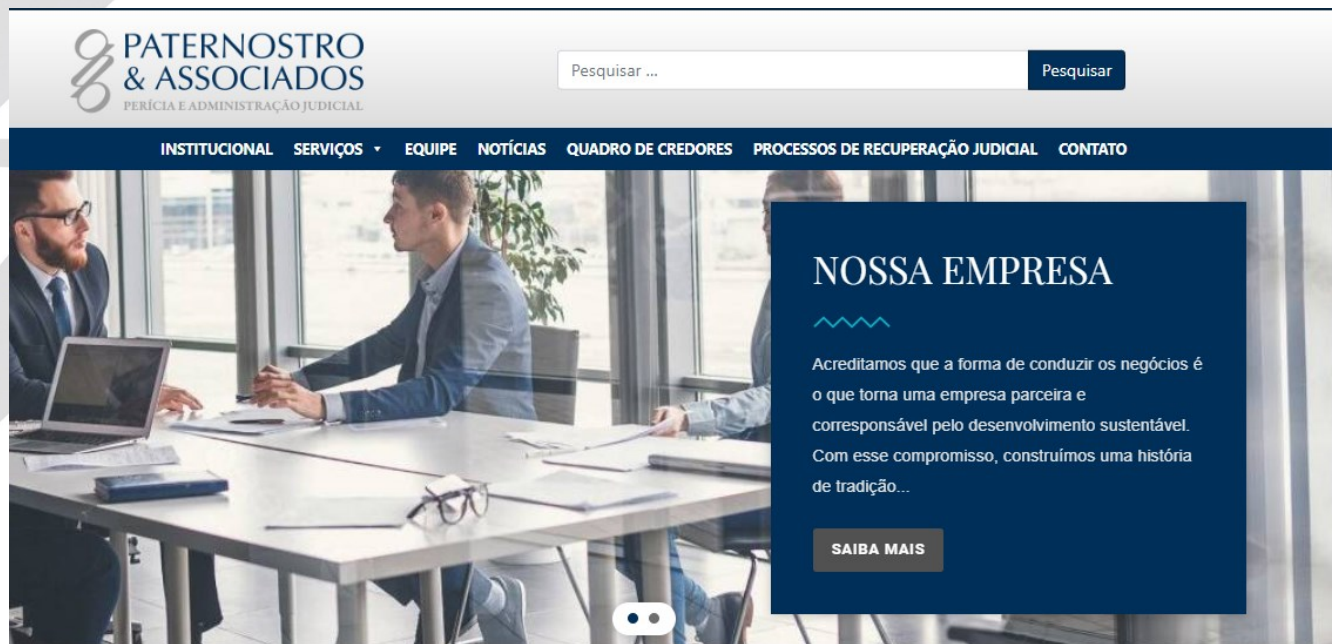 PATERNOSTRO
& ASSOCIADOS
PERÍCIA E ADMINISTRAÇÃO JUDICIAL
Pesquisar ...
Pesquisar
INSTITUCIONAL SERVIÇOS EQUIPE NOTÍCIAS QUADRO DE CREDORES PROCESSOS DE RECUPERAÇÃO JUDICIAL CONTATO
NOSSA EMPRESA
Acreditamos que a forma de conduzir os negócios é
o que torna uma empresa parceira e
corresponsável pelo desenvolvimento sustentável.
Com esse compromisso, construímos uma história
de tradição...
SAIBA MAIS